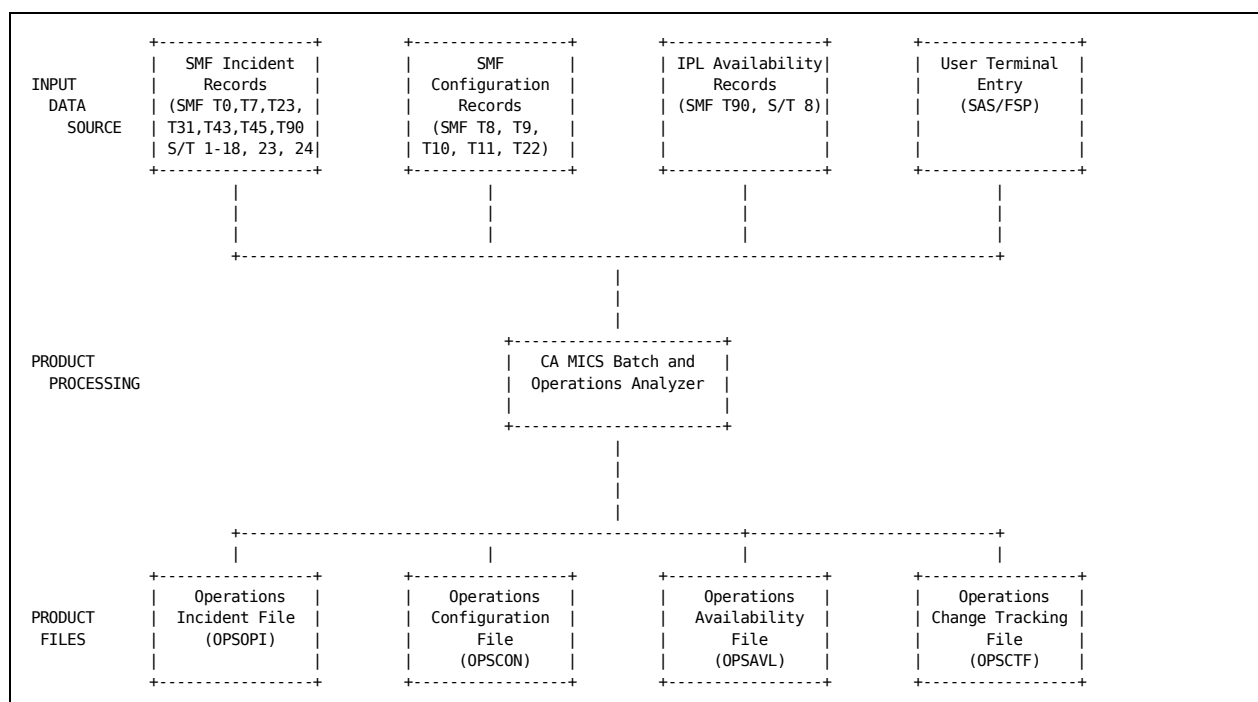 SMF Incident
Records
(SMF T0,T7,T23,
T31,T43,T45,T90
S/T 1-18, 23, 24
SMF
Configuration
Records
(SMF T8, T9,
T10, T11, T22)
IPL Availability
Records
(SMF T90, S/T 8)
User Terminal
Entry
(SAS/FSP)
INPUT
DATA
SOURCE
PRODUCT
PROCESSING
CA MICS Batch and
Operations Analyzer
PRODUCT
FILES
Operations
Incident File
(OPSOPI)
Operations
Configuration
File
(OPSCON)
Operations
Availability
File
(OPSAVL)
Operations
Change Tracking
File
(OPSCTF)